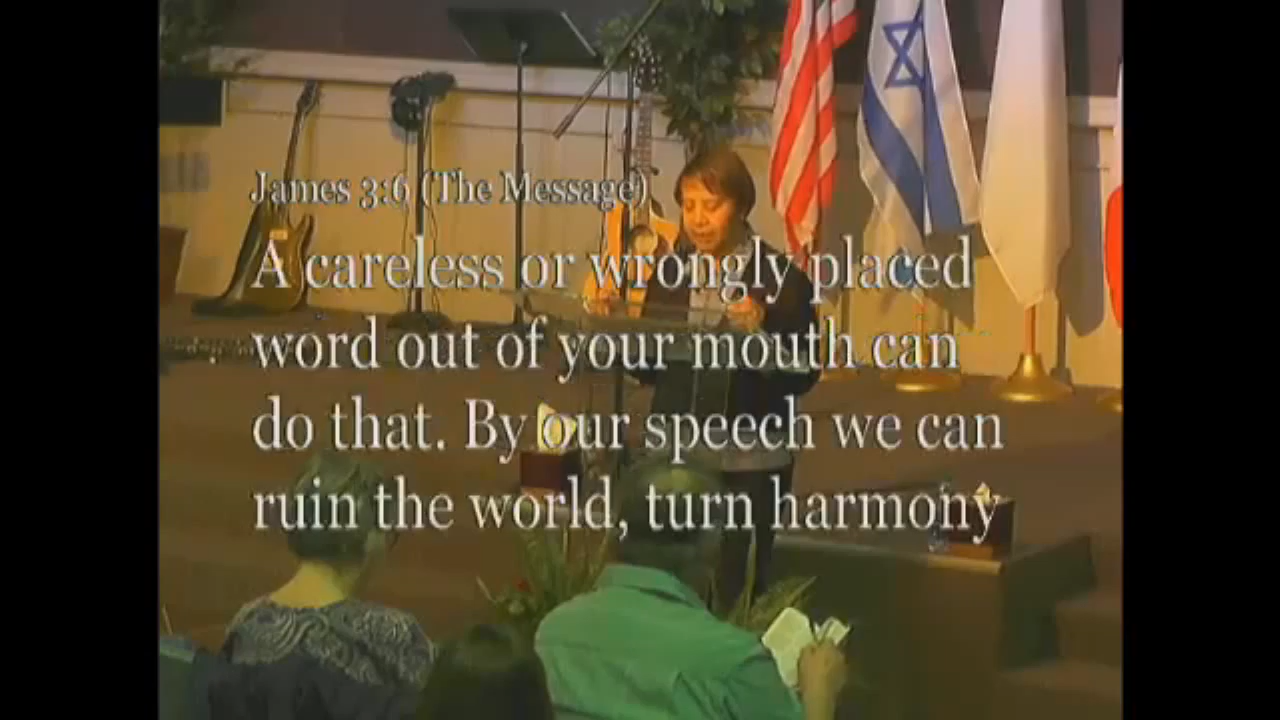 James 3:6 (The Message)
A careless or wrongly placed
word out of your mouth can
do that. By our speech we can
ruin the world, turn harmony